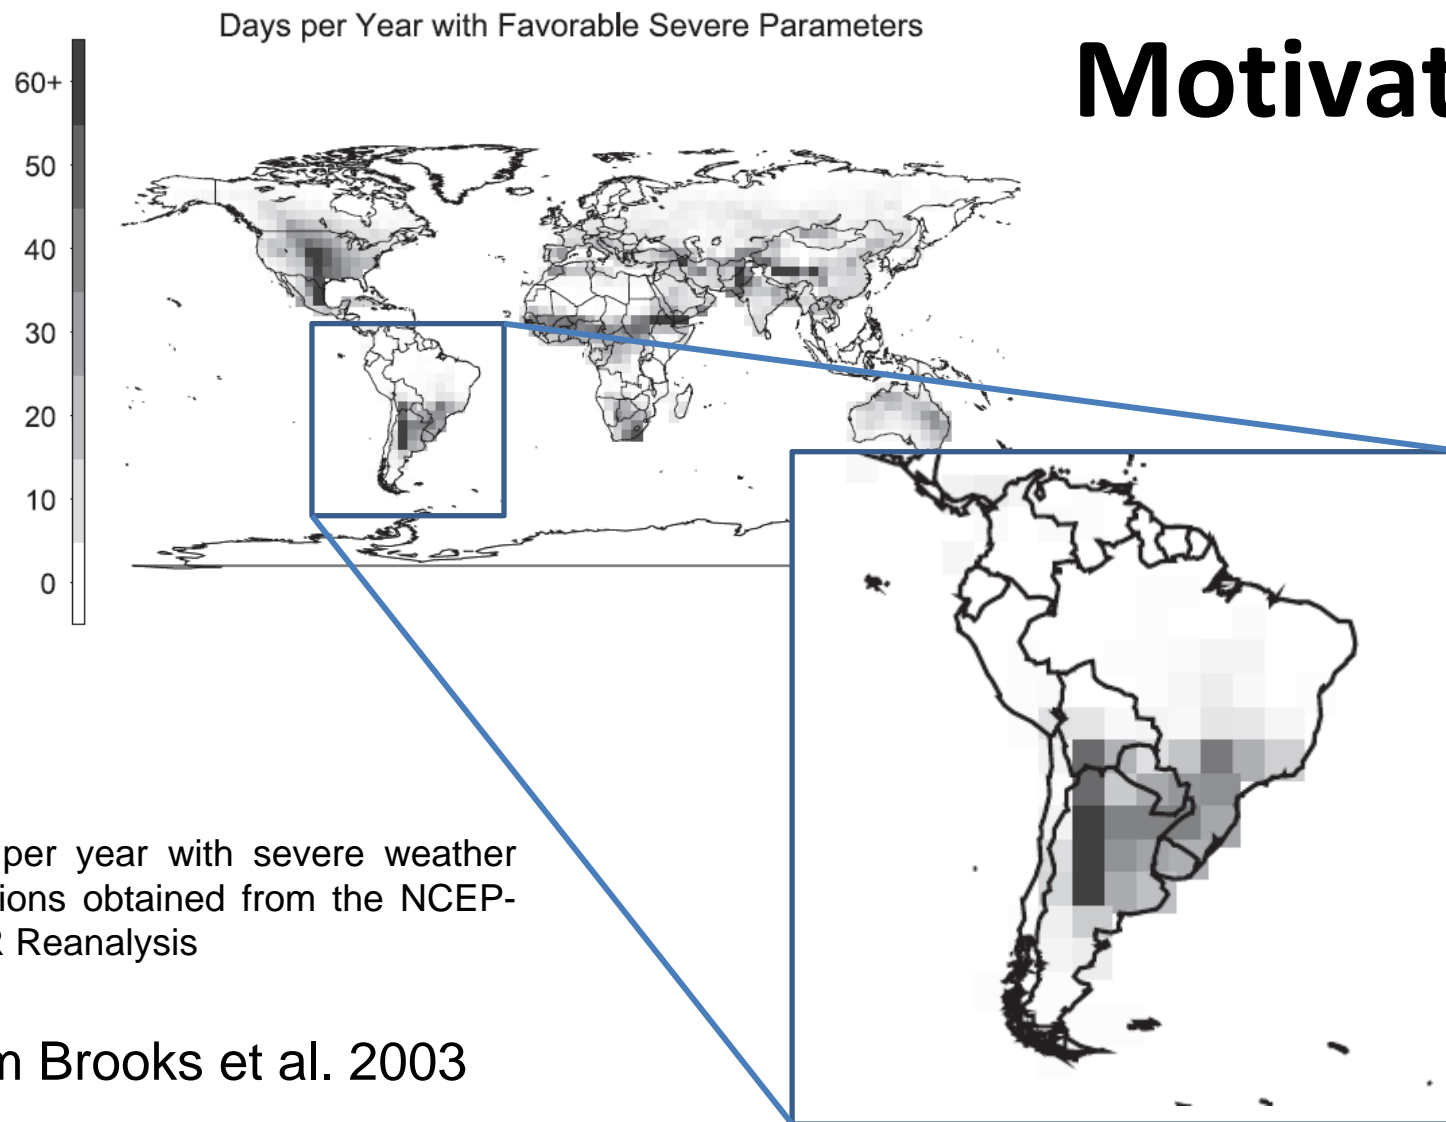 Days per Year with Favorable Severe Parameters
Motivat
60+
50
40
30
20
10
0
per year with severe weather
tions obtained from the NCEP-
R Reanalysis
m Brooks et al. 2003